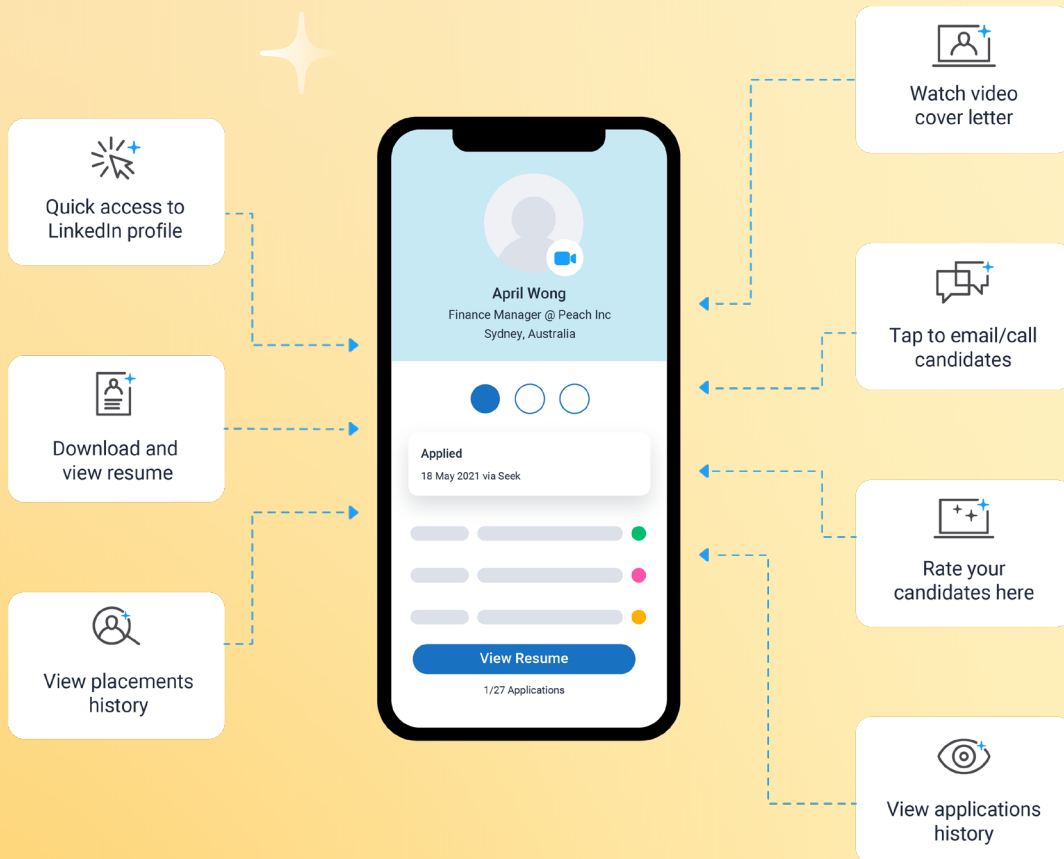 Quick access to
LinkedIn profile
Download and
view resume
View placements
history
April Wong
Finance Manager @ Peach Inc
Sydney, Australia
Applied
18 May 2021 via Seek
View Resume
1/27 Applications
Watch video
cover letter
Tap to email/call
candidates
Rate your
candidates here
View applications
history